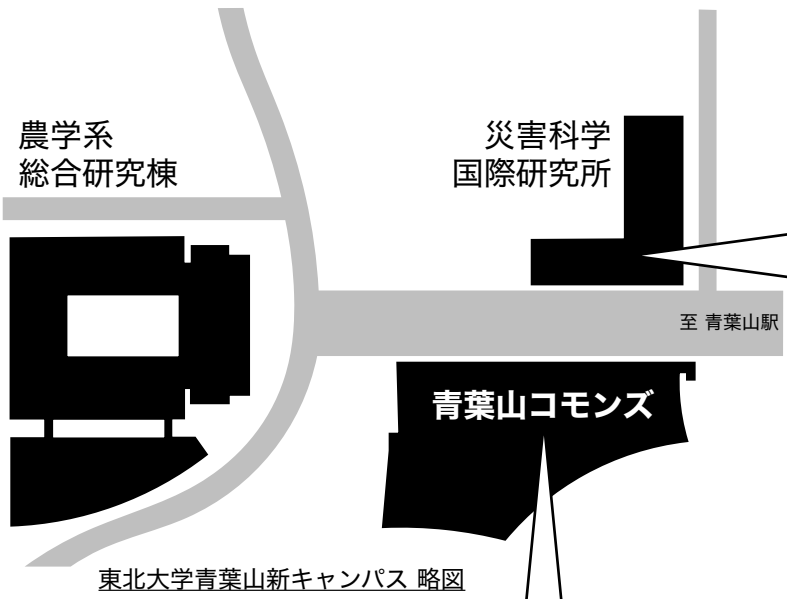 農学系
総合研究棟
災害科学
国際研究所
至 青葉山駅
青葉山コモンズ
東北大学青葉山新キャンパス 略図